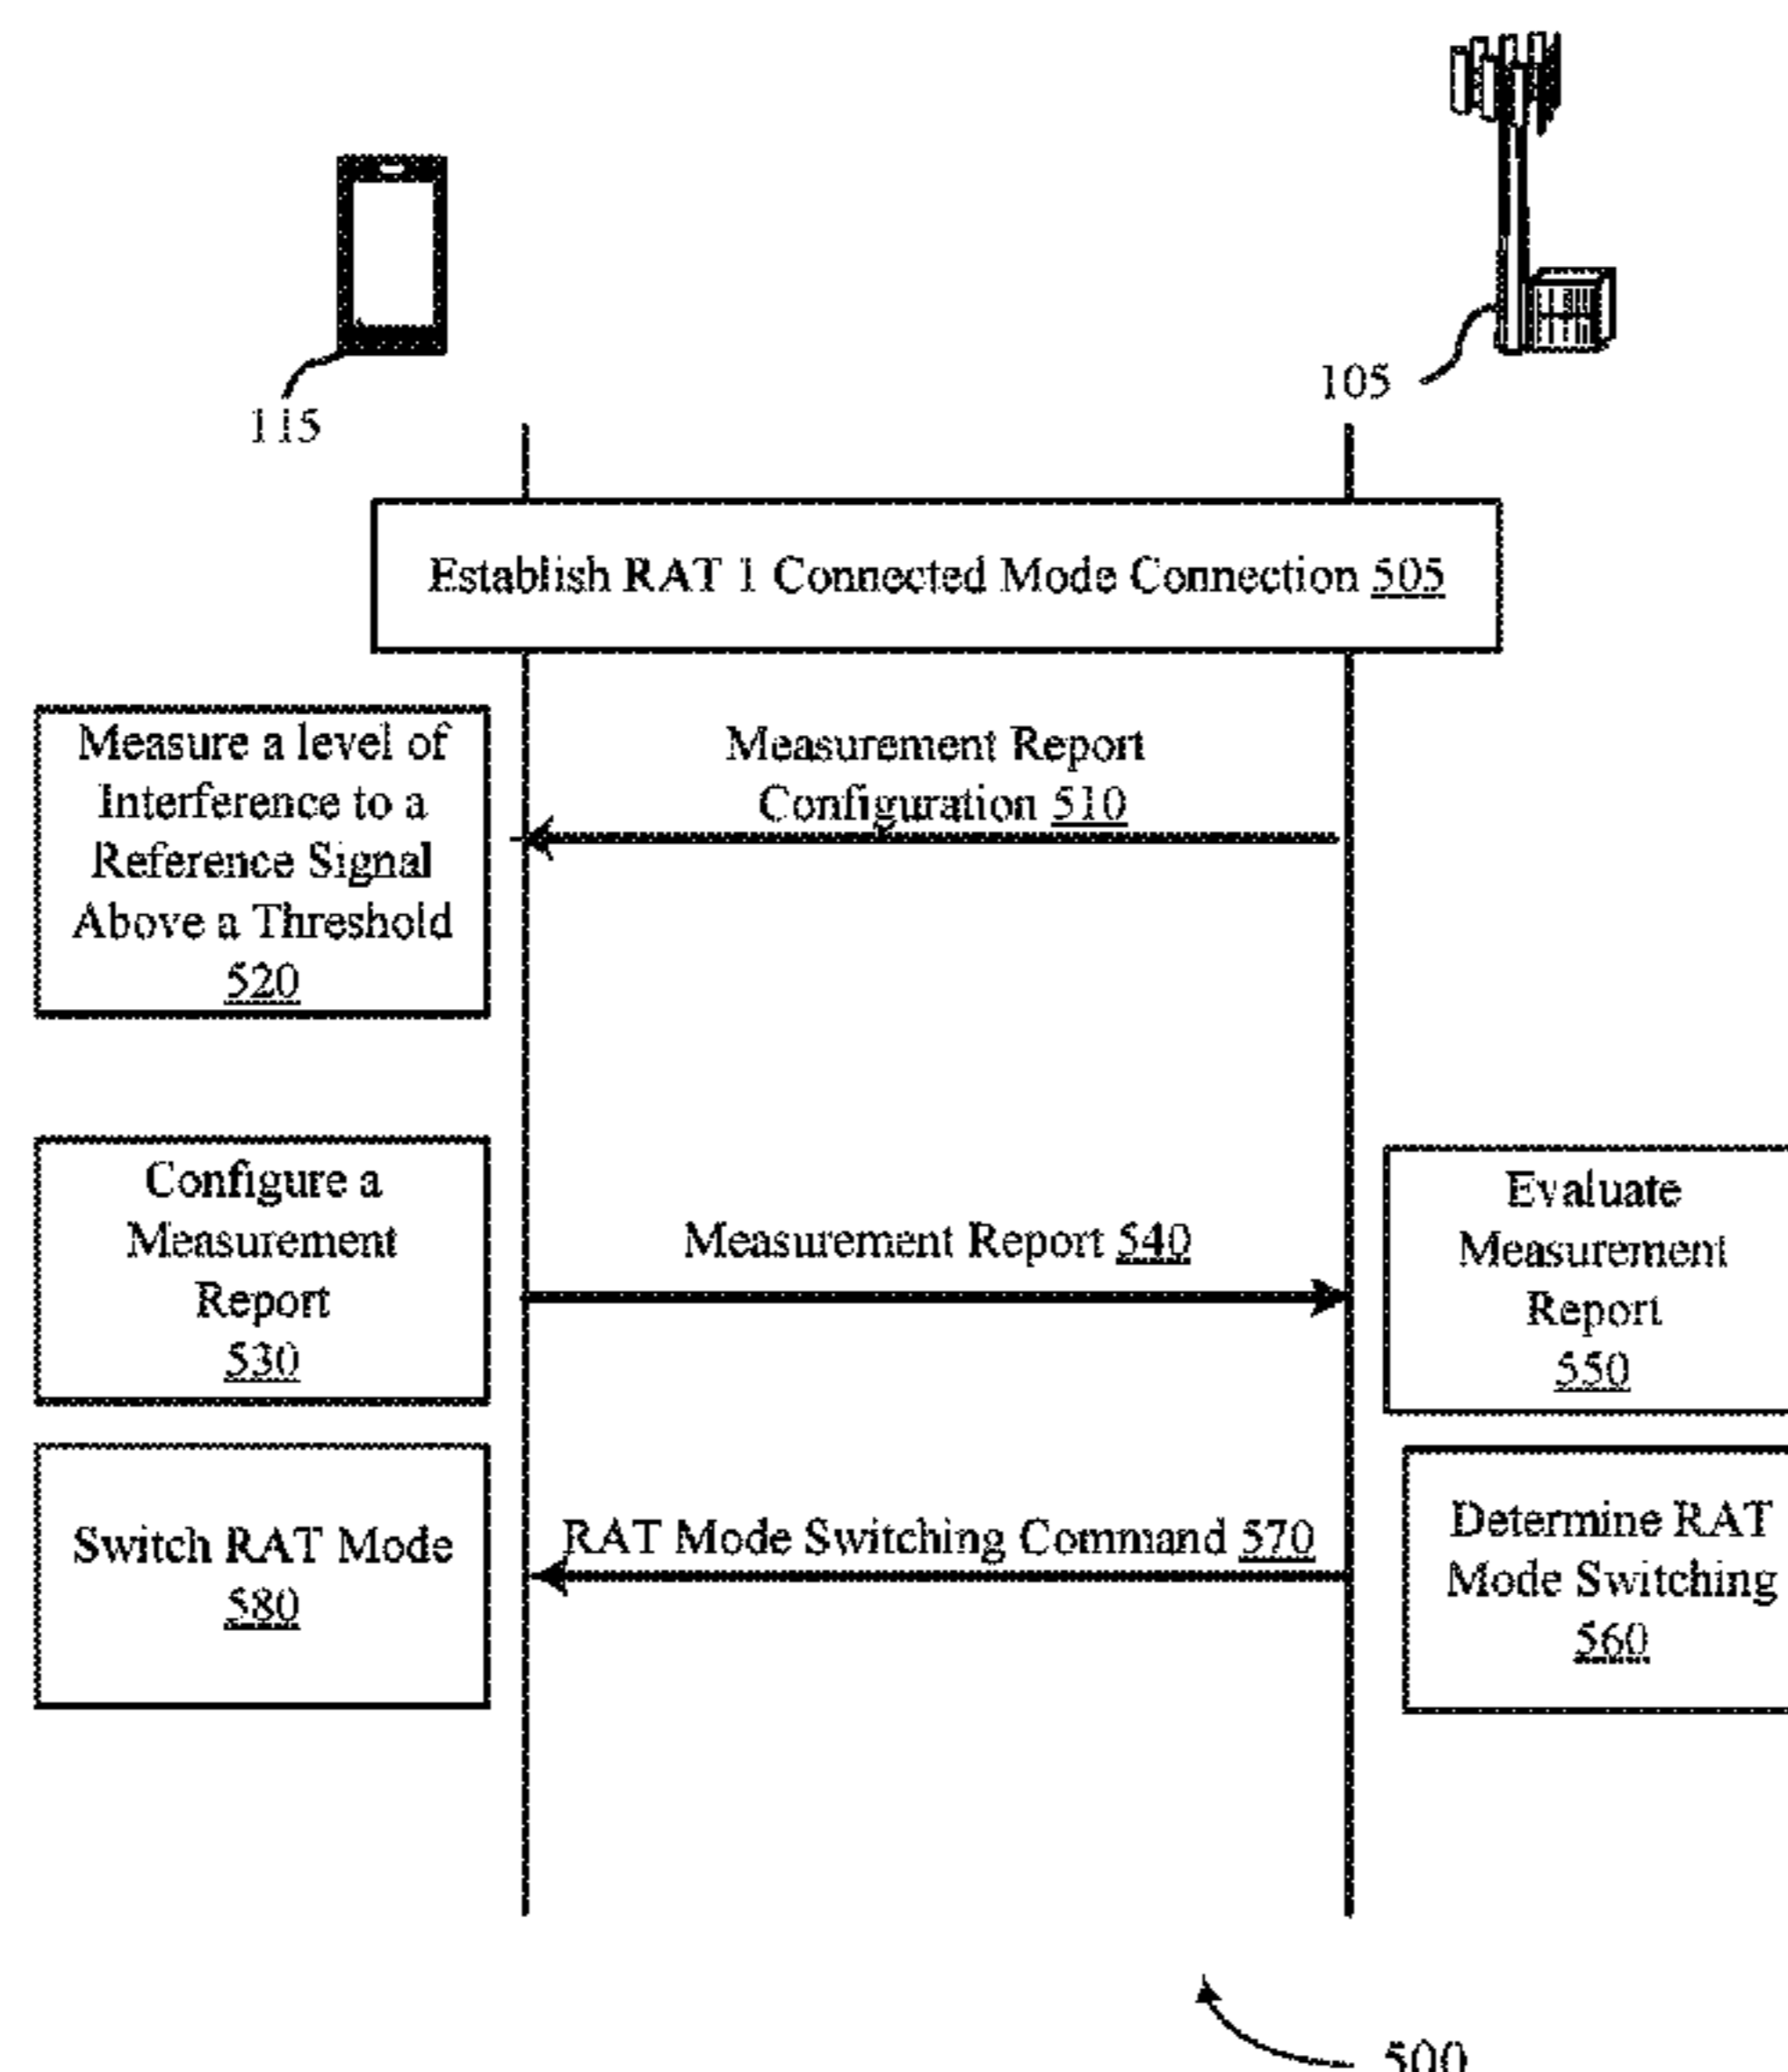 115
105
Establish RAT 1 Connected Mode Connection 505
Measure a level of
Interference to a
Reference Signal
Above a Threshold
520
Measurement Report
Configuration 510
Configure a
Measurement
Report
530
Measurement Report 540
Evaluate
Measurement
Report
550
Switch RAT Mode
580
RAT Mode Switching Command 570
Determine RAT
Mode Switching
560
500